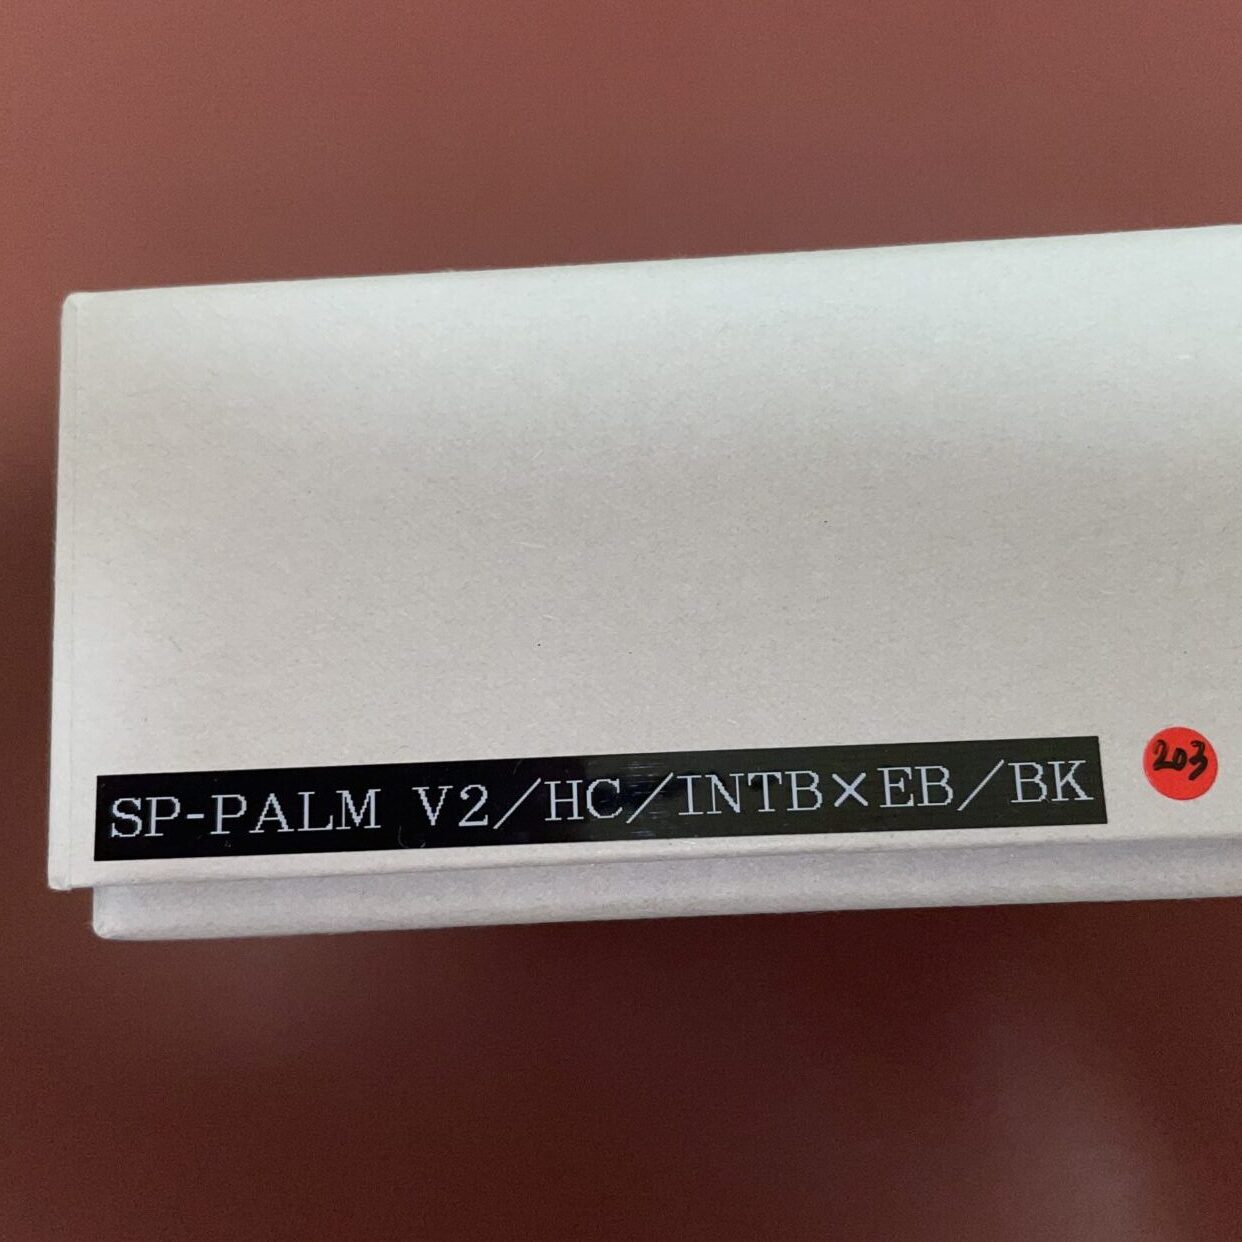 SP-PALM V2/HC/INTB×EB/BK
203